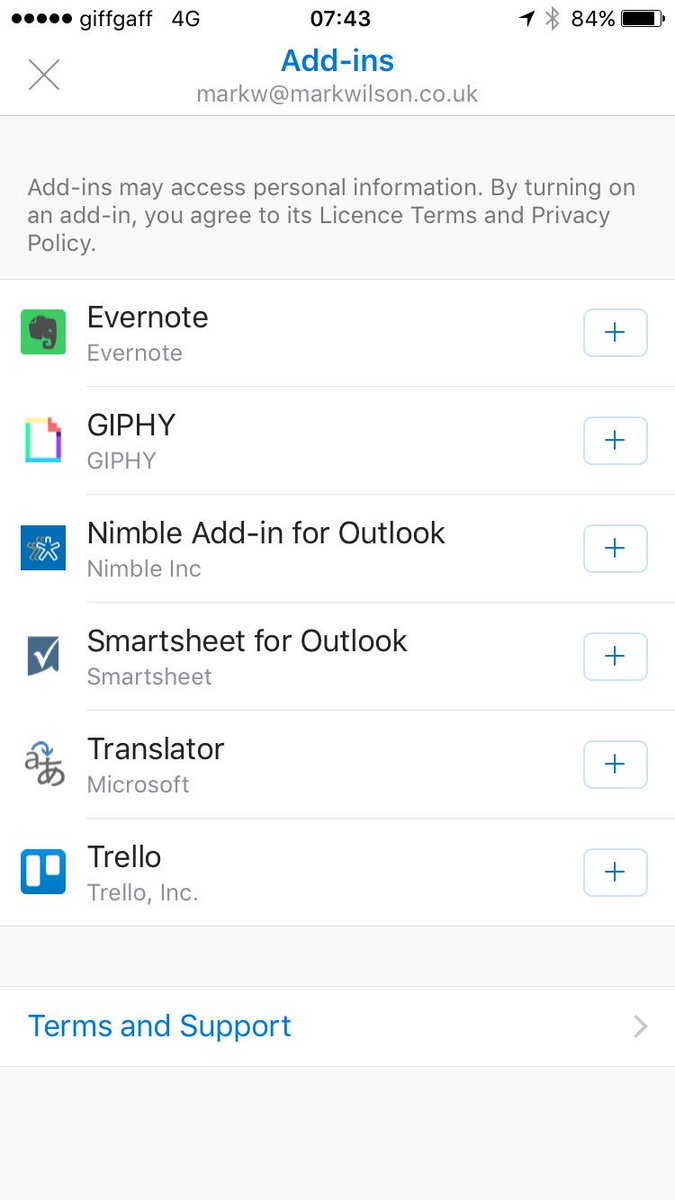 giffgaff 4G 07:43 84%
Add-ins
markw@markwilson.co.uk
Add-ins may access personal information. By turning on
an add-in, you agree to its Licence Terms and Privacy
Policy.
Evernote
Evernote
GIPHY
GIPHY
Nimble Add-in for Outlook
Nimble Inc
Smartsheet for Outlook
Smartsheet
Translator
Microsoft
Trello
Trello, Inc.
Terms and Support